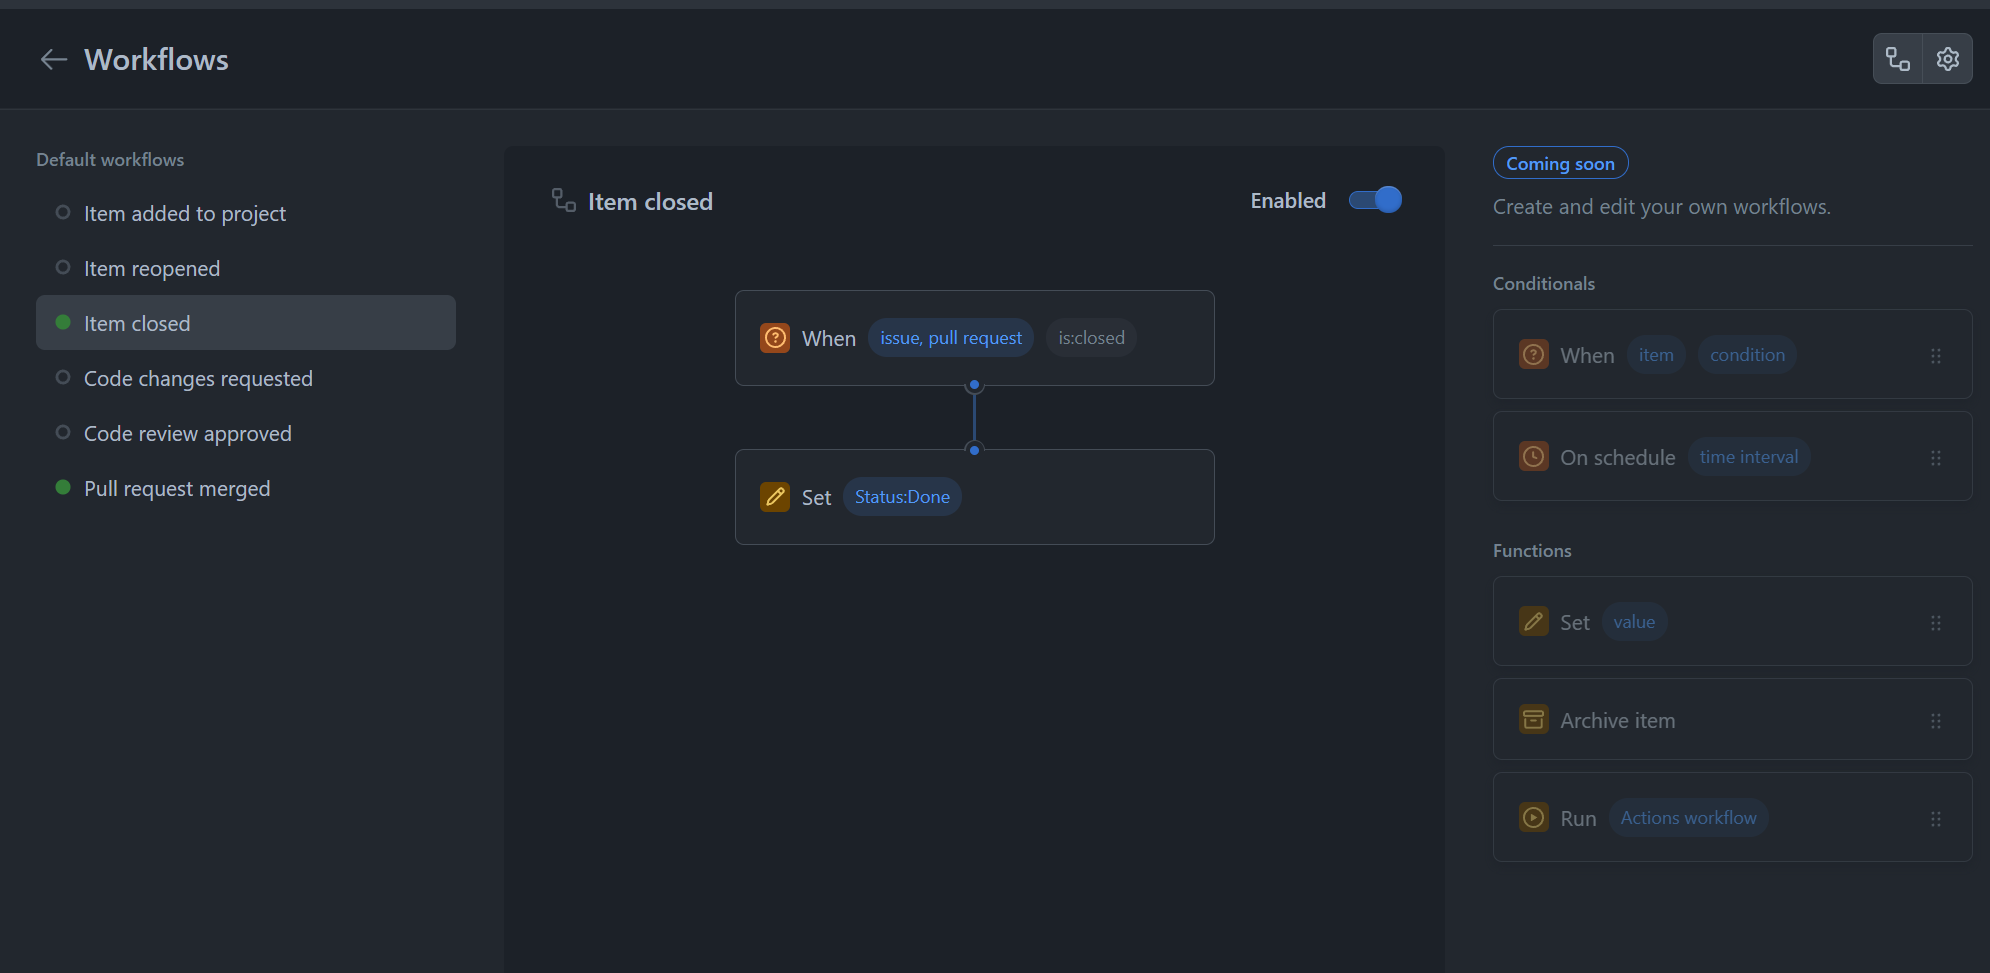 Workflows
Default workflows
Item added to project
Item reopened
Item closed
Code changes requested
Code review approved
Pull request merged
Item closed
Enabled
When issue, pull request is:closed
Set Status:Done
Coming soon
Create and edit your own workflows.
Conditionals
When item condition
On schedule time interval
Functions
Set value
Archive item
Run Actions workflow